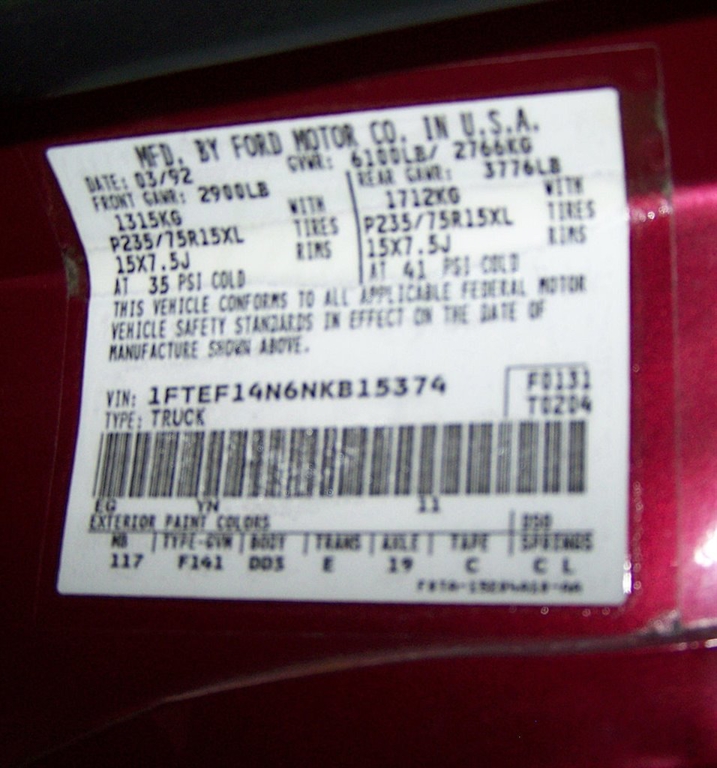 MFD. BY FORD MOTOR CO. IN U.S.A.
DATE: 03/92 GVWR: 6100LB/ 2766KG
FRONT GAWR: 2900LB REAR GAWR: 3776LB
1315KG WITH 1712KG WITH
P235/75R15XL TIRES P235/75R15XL TIRES
15X7.5J RIMS 15X7.5J RIMS
AT 35 PSI COLD AT 41 PSI COLD
THIS VEHICLE CONFORMS TO ALL APPLICABLE FEDERAL MOTOR
VEHICLE SAFETY STANDARDS IN EFFECT ON THE DATE OF
MANUFACTURE SHOWN ABOVE.
VIN: 1FTEF14N6NKB15374 F0131
TYPE: TRUCK T0204
EG YN 11
EXTERIOR PAINT COLORS DSO
WB TYPE-GVW BODY TRANS AXLE TAPE SPRINGS
117 F141 DD3 E 19 C C L